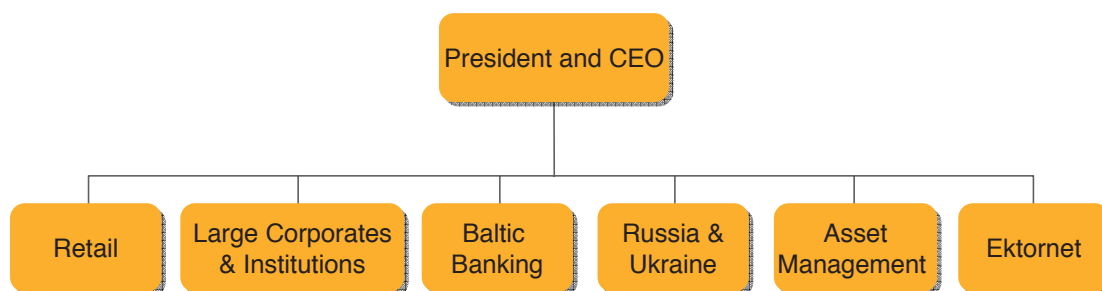 President and CEO
Retail
Large Corporates
& Institutions
Baltic
Banking
Russia &
Ukraine
Asset
Management
Ektornet